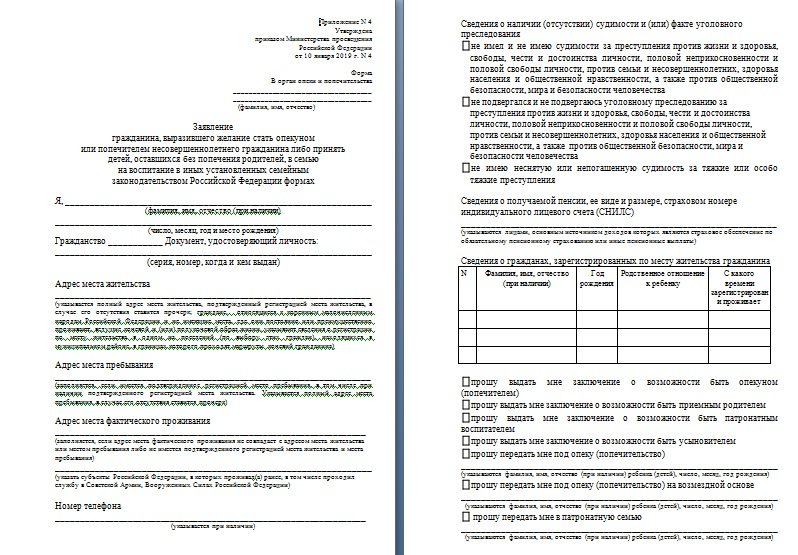 Приложение N 4
Утверждена
приказом Министерства просвещения
Российской Федерации
от 10 января 2019 г. N 4
Форма
В орган опеки и попечительства
(фамилия, имя, отчество)
Заявление
гражданина, выразившего желание стать опекуном
или попечителем несовершеннолетнего гражданина либо принять
детей, оставшихся без попечения родителей, в семью
на воспитание в иных установленных семейным
законодательством Российской Федерации формах
Я,
(фамилия, имя, отчество (при наличии)
(число, месяц, год и место рождения)
Гражданство ____________ Документ, удостоверяющий личность:
(серия, номер, когда и кем выдан)
Адрес места жительства
(указывается полный адрес места жительства, подтвержденный регистрацией места жительства, в
случае его отсутствия ставится прочерк;
Адрес места пребывания
(заполняется, если имеется подтвержденное регистрацией место пребывания, в том числе при
наличии подтвержденного регистрацией места жительства. Указывается полный адрес места
пребывания, в случае его отсутствия ставится прочерк)
Адрес места фактического проживания
(заполняется, если адрес места фактического проживания не совпадает с адресом места жительства
или местом пребывания либо не имеется подтвержденного регистрацией места жительства и места
пребывания)
(указать субъекты Российской Федерации, в которых проживал(а) ранее, в том числе проходил
службу в Советской Армии, Вооруженных Силах Российской Федерации)
Номер телефона
(указывается при наличии)
Сведения о наличии (отсутствии) судимости и (или) факте уголовного
преследования
не имел и не имею судимости за преступления против жизни и здоровья,
свободы, чести и достоинства личности, половой неприкосновенности и
половой свободы личности, против семьи и несовершеннолетних, здоровья
населения и общественной нравственности, а также против общественной
безопасности, мира и безопасности человечества
не подвергался и не подвергаюсь уголовному преследованию за
преступления против жизни и здоровья, свободы, чести и достоинства
личности, половой неприкосновенности и половой свободы личности,
против семьи и несовершеннолетних, здоровья населения и общественной
нравственности, а также против общественной безопасности, мира и
безопасности человечества
не имею неснятую или непогашенную судимость за тяжкие или особо
тяжкие преступления
Сведения о получаемой пенсии, ее виде и размере, страховом номере
индивидуального лицевого счета (СНИЛС)
(указываются лицами, основным источником доходов которых являются страховое обеспечение по
обязательному пенсионному страхованию или иные пенсионные выплаты)
Сведения о гражданах, зарегистрированных по месту жительства гражданина
N Фамилия, имя, отчество (при наличии) Год рождения Родственное отношение к ребенку С какого времени зарегистрирован и проживает
прошу выдать мне заключение о возможности быть опекуном
(попечителем)
прошу выдать мне заключение о возможности быть приемным родителем
прошу выдать мне заключение о возможности быть патронатным
воспитателем
прошу выдать мне заключение о возможности быть усыновителем
прошу передать мне под опеку (попечительство)
(указываются фамилия, имя, отчество (при наличии) ребенка (детей), число, месяц, год рождения)
прошу передать мне под опеку (попечительство) на возмездной основе
(указываются фамилия, имя, отчество (при наличии) ребенка (детей), число, месяц, год рождения)
прошу передать в патронатную семью
(указываются фамилия, имя, отчество (при наличии) ребенка (детей), число, месяц, год рождения)